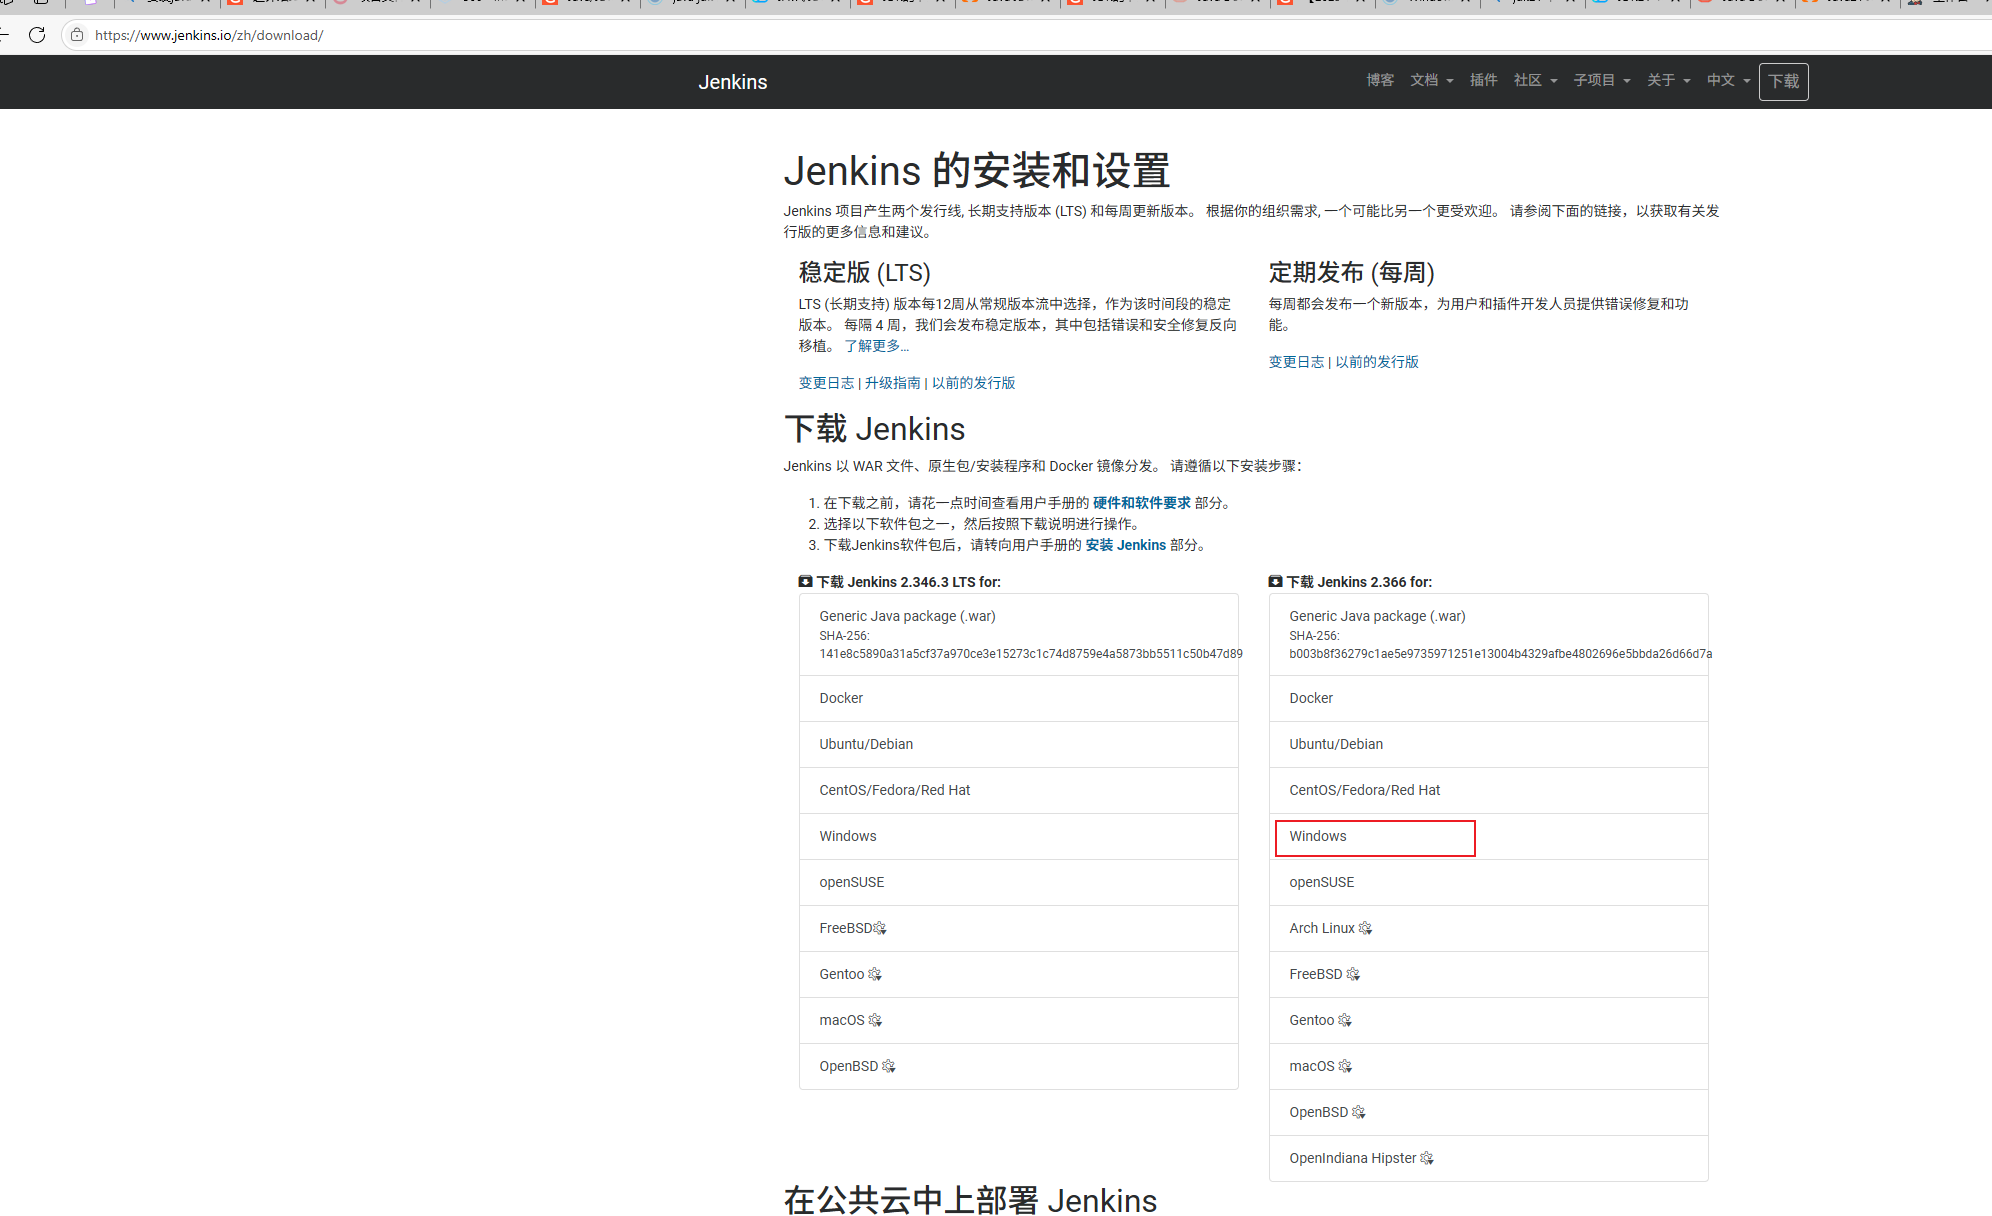 https://www.jenkins.io/zh/download/
Jenkins
博客 文档 插件 社区 子项目 关于 中文 下载
Jenkins 的安装和设置
Jenkins 项目产生两个发行线, 长期支持版本 (LTS) 和每周更新版本。 根据你的组织需求, 一个可能比另一个更受欢迎。 请参阅下面的链接，以获取有关发
行版的更多信息和建议。
稳定版 (LTS)
LTS (长期支持) 版本每12周从常规版本流中选择，作为该时间段的稳定
版本。 每隔 4 周，我们会发布稳定版本，其中包括错误和安全修复反向
移植。 了解更多…
变更日志 | 升级指南 | 以前的发行版
定期发布 (每周)
每周都会发布一个新版本，为用户和插件开发人员提供错误修复和功
能。
变更日志 | 以前的发行版
下载 Jenkins
Jenkins 以 WAR 文件、原生包/安装程序和 Docker 镜像分发。 请遵循以下安装步骤：
1. 在下载之前，请花一点时间查看用户手册的 硬件和软件要求 部分。
2. 选择以下软件包之一，然后按照下载说明进行操作。
3. 下载Jenkins软件包后，请转向用户手册的 安装 Jenkins 部分。
下载 Jenkins 2.346.3 LTS for:
Generic Java package (.war)
SHA-256:
141e8c5890a31a5cf37a970ce3e15273c1c74d8759e4a5873bb5511c50b47d89
Docker
Ubuntu/Debian
CentOS/Fedora/Red Hat
Windows
openSUSE
FreeBSD
Gentoo
macOS
OpenBSD
下载 Jenkins 2.366 for:
Generic Java package (.war)
SHA-256:
b003b8f36279c1ae5e9735971251e13004b4329afbe4802696e5bbda26d66d7a
Docker
Ubuntu/Debian
CentOS/Fedora/Red Hat
Windows
openSUSE
Arch Linux
FreeBSD
Gentoo
macOS
OpenBSD
OpenIndiana Hipster
在公共云中上部署 Jenkins